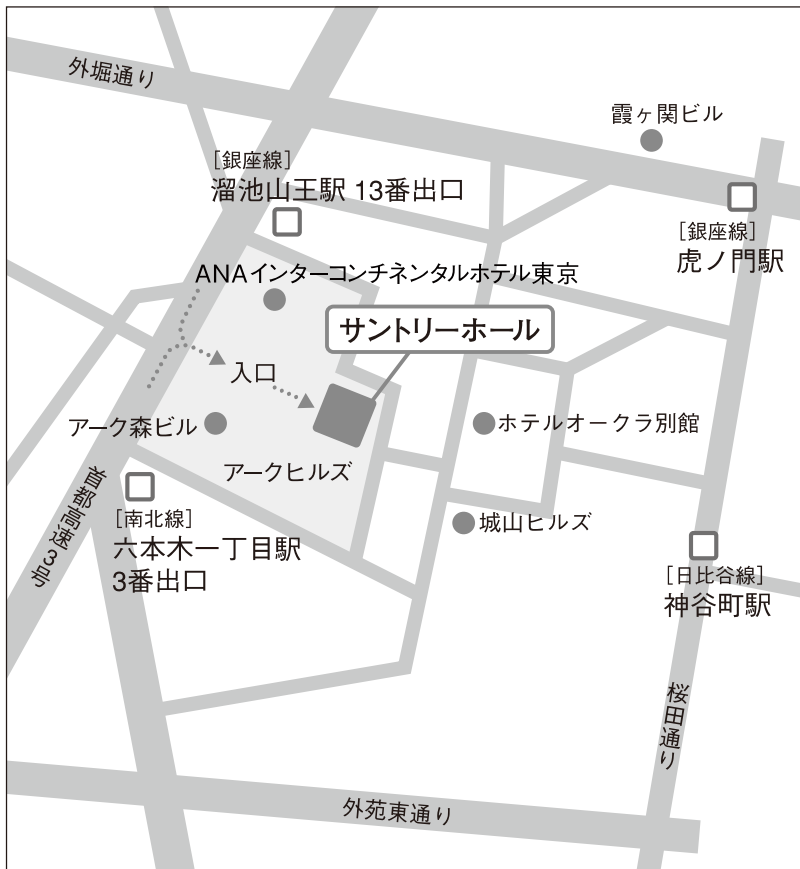 外堀通り
霞ヶ関ビル
[銀座線]
溜池山王駅 13番出口
[銀座線]
虎ノ門駅
ANAインターコンチネンタルホテル東京
サントリーホール
入口
アーク森ビル
ホテルオークラ別館
アークヒルズ
首都高速3号
[南北線]
六本木一丁目駅
3番出口
城山ヒルズ
[日比谷線]
神谷町駅
桜田通り
外苑東通り